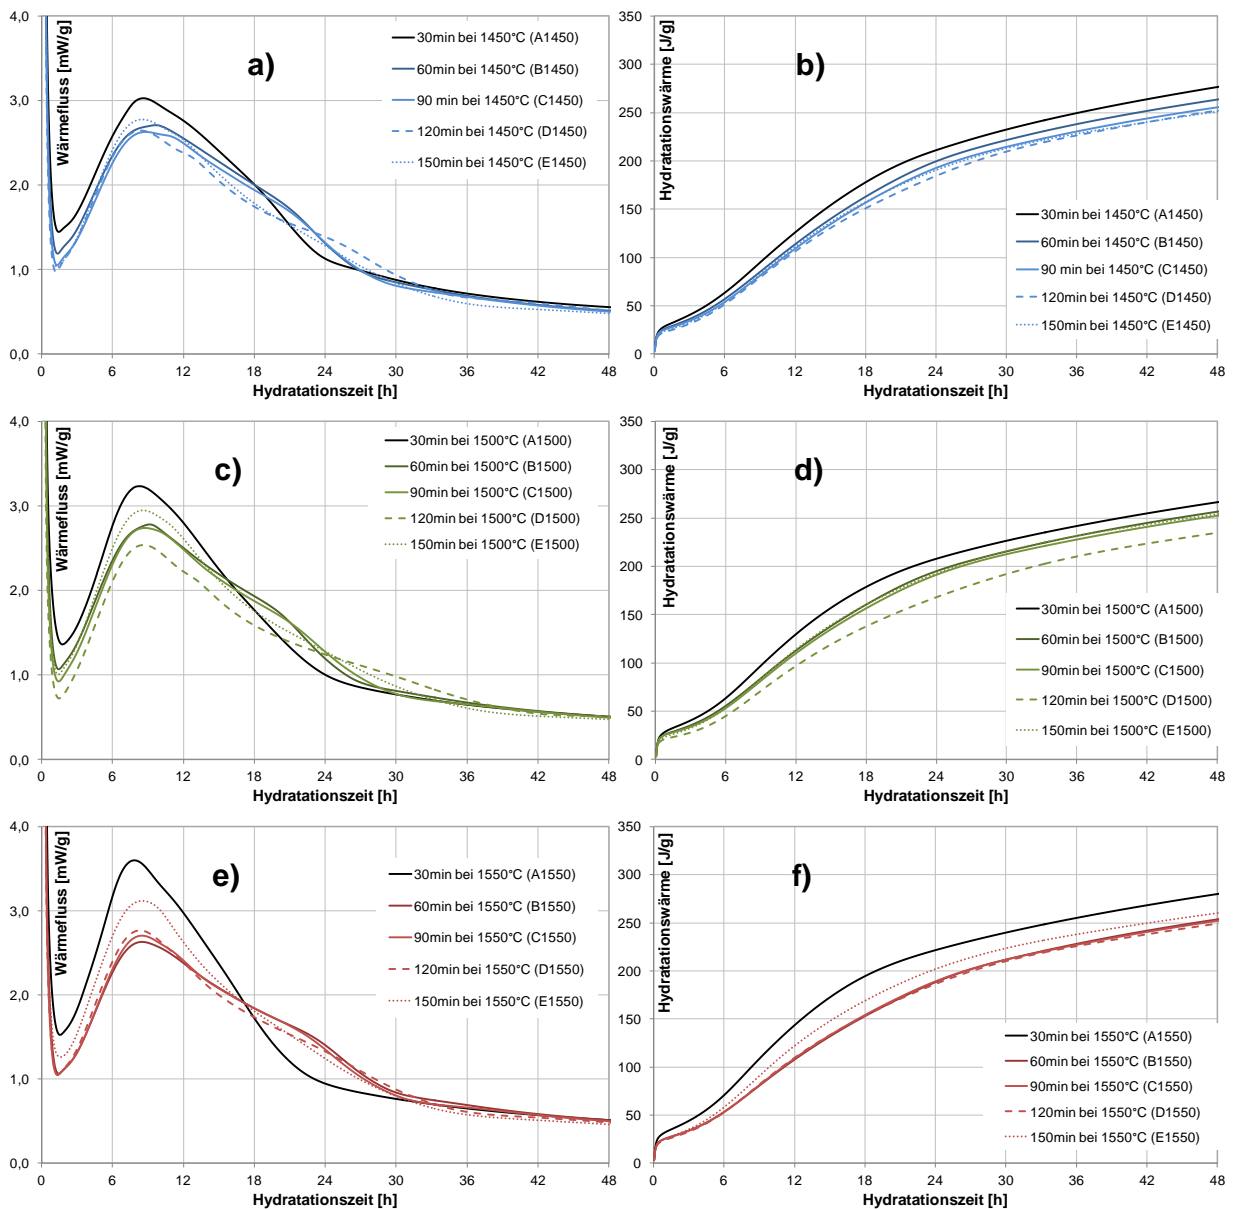 a)
Wärmefluss [mW/g]
4,0
3,0
2,0
1,0
0,0
30min bei 1450°C (A1450)
60min bei 1450°C (B1450)
90 min bei 1450°C (C1450)
120min bei 1450°C (D1450)
150min bei 1450°C (E1450)
0 6 12 18 24 30 36 42 48
Hydratationszeit [h]
b)
Hydratationswärme [J/g]
350
300
250
200
150
100
50
0
30min bei 1450°C (A1450)
60min bei 1450°C (B1450)
90 min bei 1450°C (C1450)
120min bei 1450°C (D1450)
150min bei 1450°C (E1450)
0 6 12 18 24 30 36 42 48
Hydratationszeit [h]
c)
Wärmefluss [mW/g]
4,0
3,0
2,0
1,0
0,0
30min bei 1500°C (A1500)
60min bei 1500°C (B1500)
90min bei 1500°C (C1500)
120min bei 1500°C (D1500)
150min bei 1500°C (E1500)
0 6 12 18 24 30 36 42 48
Hydratationszeit [h]
d)
Hydratationswärme [J/g]
350
300
250
200
150
100
50
0
30min bei 1500°C (A1500)
60min bei 1500°C (B1500)
90min bei 1500°C (C1500)
120min bei 1500°C (D1500)
150min bei 1500°C (E1500)
0 6 12 18 24 30 36 42 48
Hydratationszeit [h]
e)
Wärmefluss [mW/g]
4,0
3,0
2,0
1,0
0,0
30min bei 1550°C (A1550)
60min bei 1550°C (B1550)
90min bei 1550°C (C1550)
120min bei 1550°C (D1550)
150min bei 1550°C (E1550)
0 6 12 18 24 30 36 42 48
Hydratationszeit [h]
f)
Hydratationswärme [J/g]
350
300
250
200
150
100
50
0
30min bei 1550°C (A1550)
60min bei 1550°C (B1550)
90min bei 1550°C (C1550)
120min bei 1550°C (D1550)
150min bei 1550°C (E1550)
0 6 12 18 24 30 36 42 48
Hydratationszeit [h]